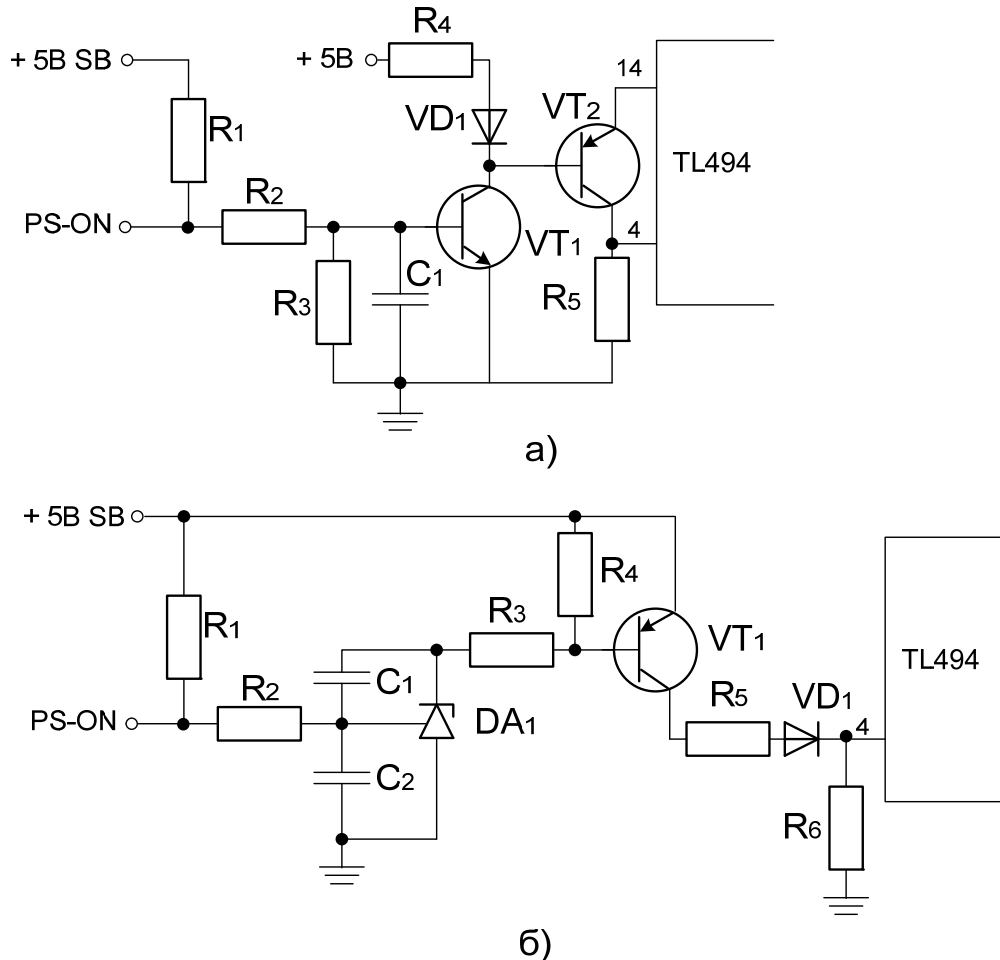 R4
+ 5В SB
+ 5В
14
VD1
VT2
R1
TL494
R2
PS-ON
VT1
4
C1
R3
R5
а)
+ 5В SB
R4
R1
R3
VT1
TL494
C1
R2
R5
VD1
PS-ON
DA1
4
C2
R6
б)